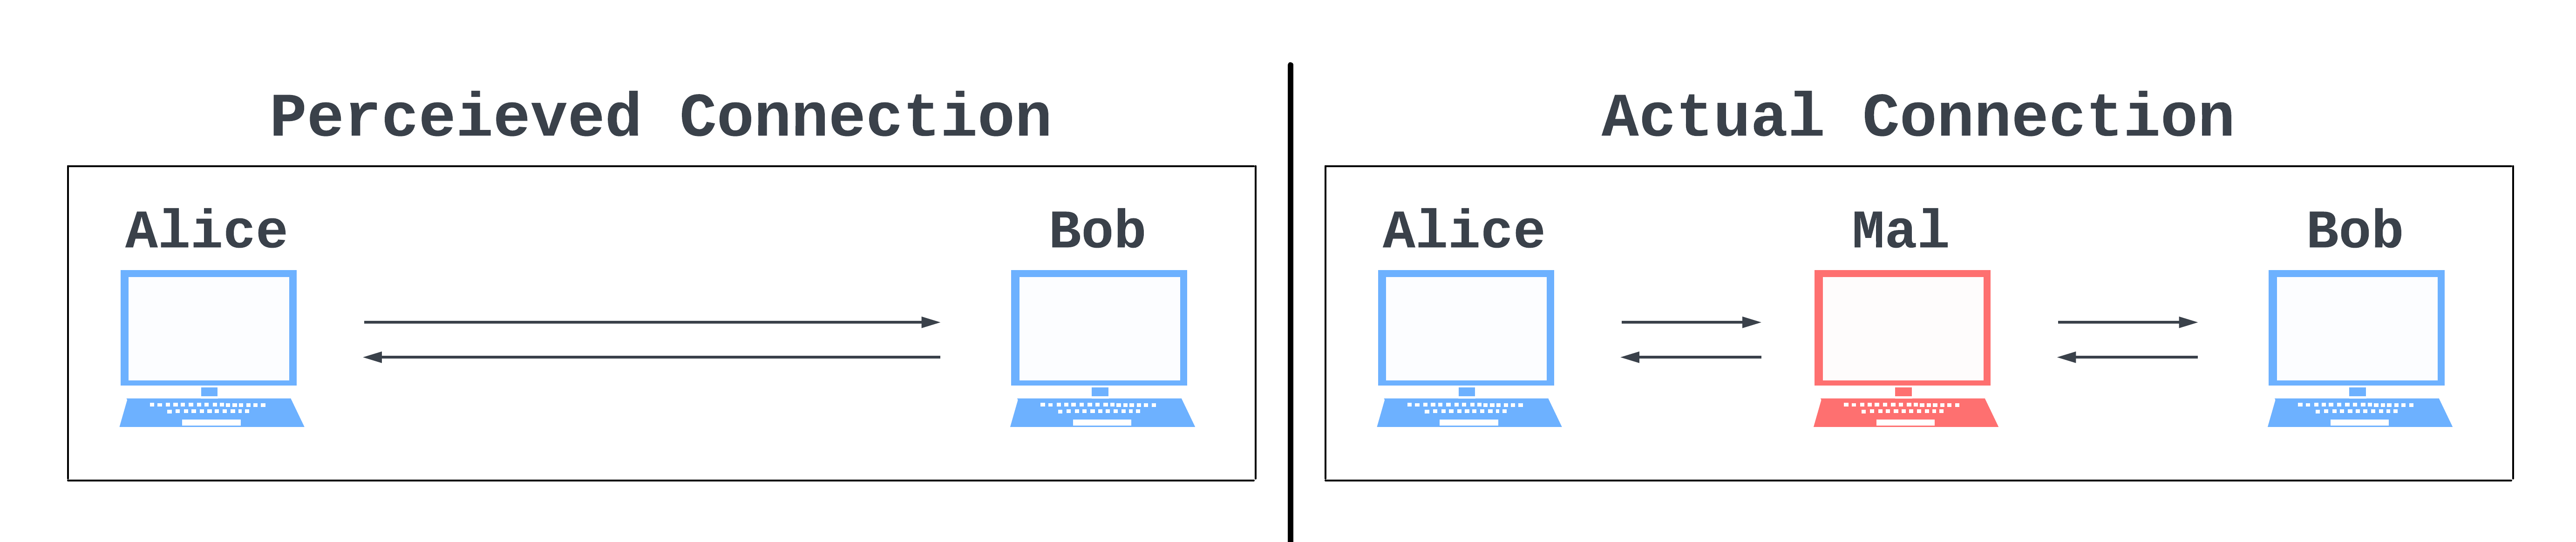 Perceieved Connection
Alice
Bob
Actual Connection
Alice
Mal
Bob